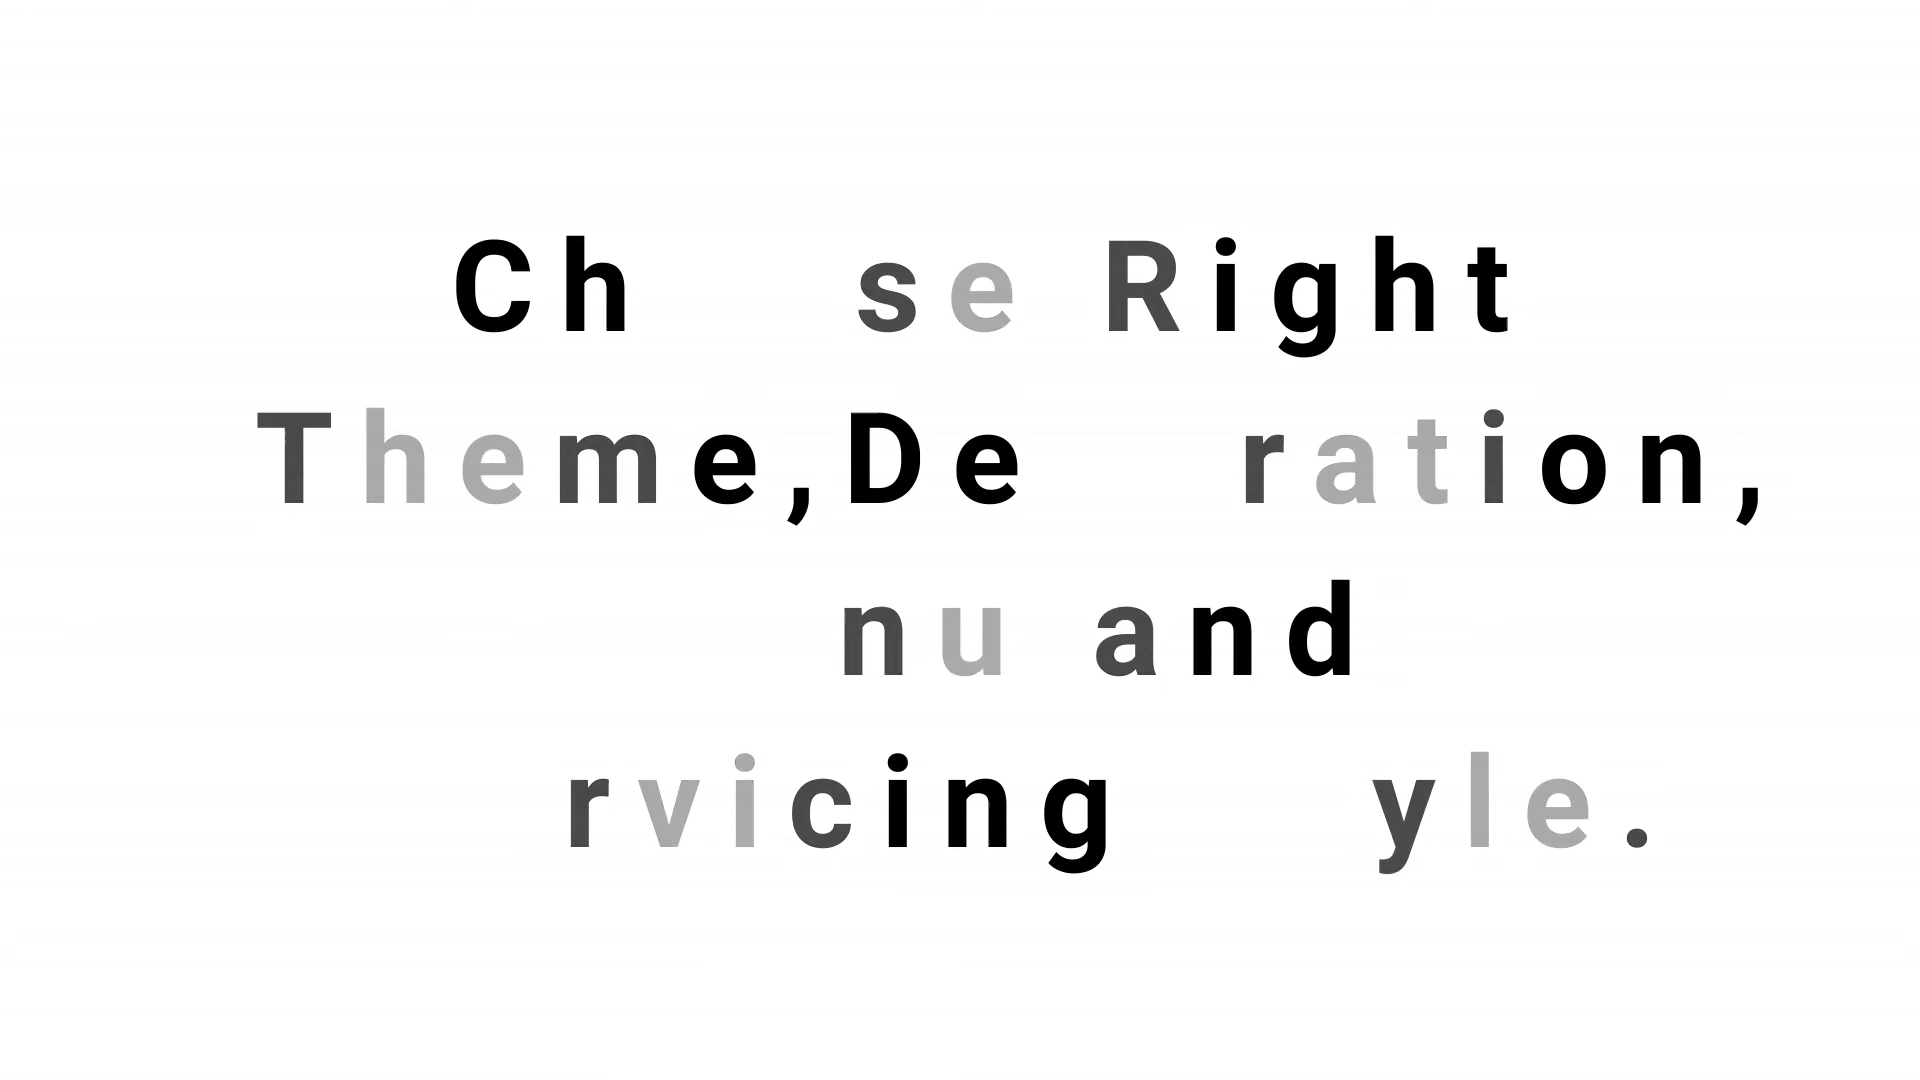 Ch se Right
Theme,De ration,
nu and
rvicing yle.